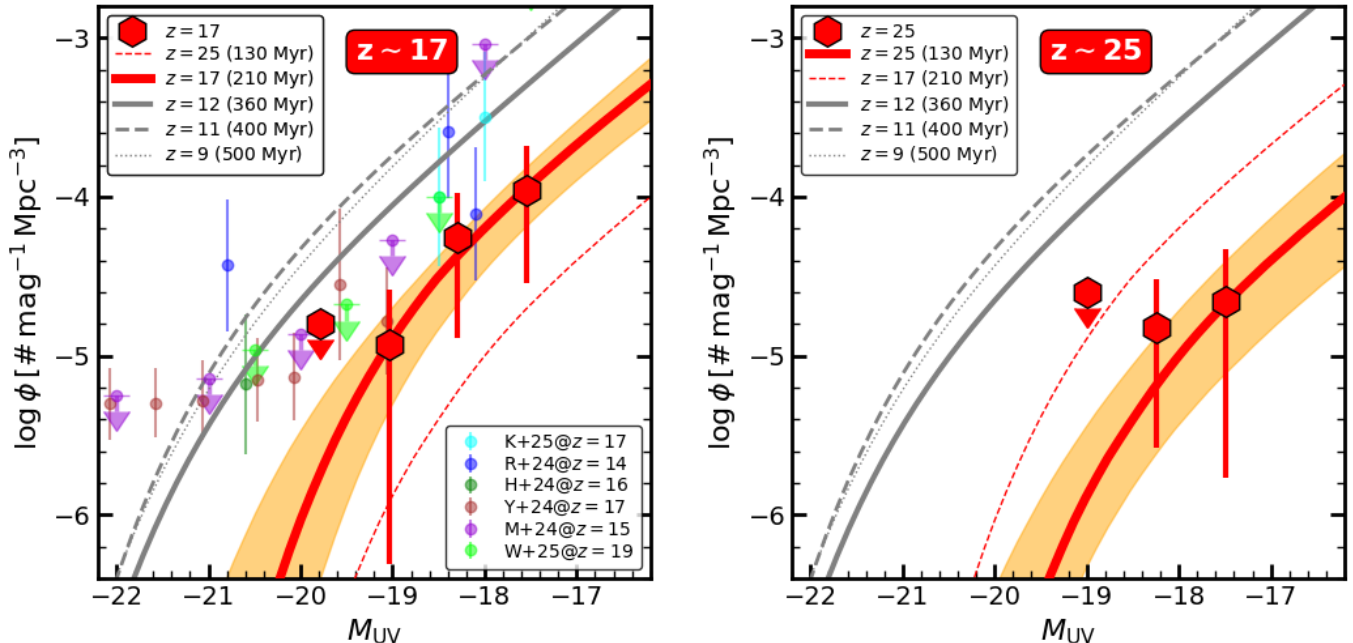 z = 17
z = 25 (130 Myr)
z = 17 (210 Myr)
z = 12 (360 Myr)
z = 11 (400 Myr)
z = 9 (500 Myr)
z ~ 17
K+25@z = 17
R+24@z = 14
H+24@z = 16
Y+24@z = 17
M+24@z = 15
W+25@z = 19
−3
−4
−5
−6
log ϕ [# mag⁻¹ Mpc⁻³]
−22 −21 −20 −19 −18 −17
M_UV
z = 25
z = 25 (130 Myr)
z = 17 (210 Myr)
z = 12 (360 Myr)
z = 11 (400 Myr)
z = 9 (500 Myr)
z ~ 25
−3
−4
−5
−6
log ϕ [# mag⁻¹ Mpc⁻³]
−22 −21 −20 −19 −18 −17
M_UV